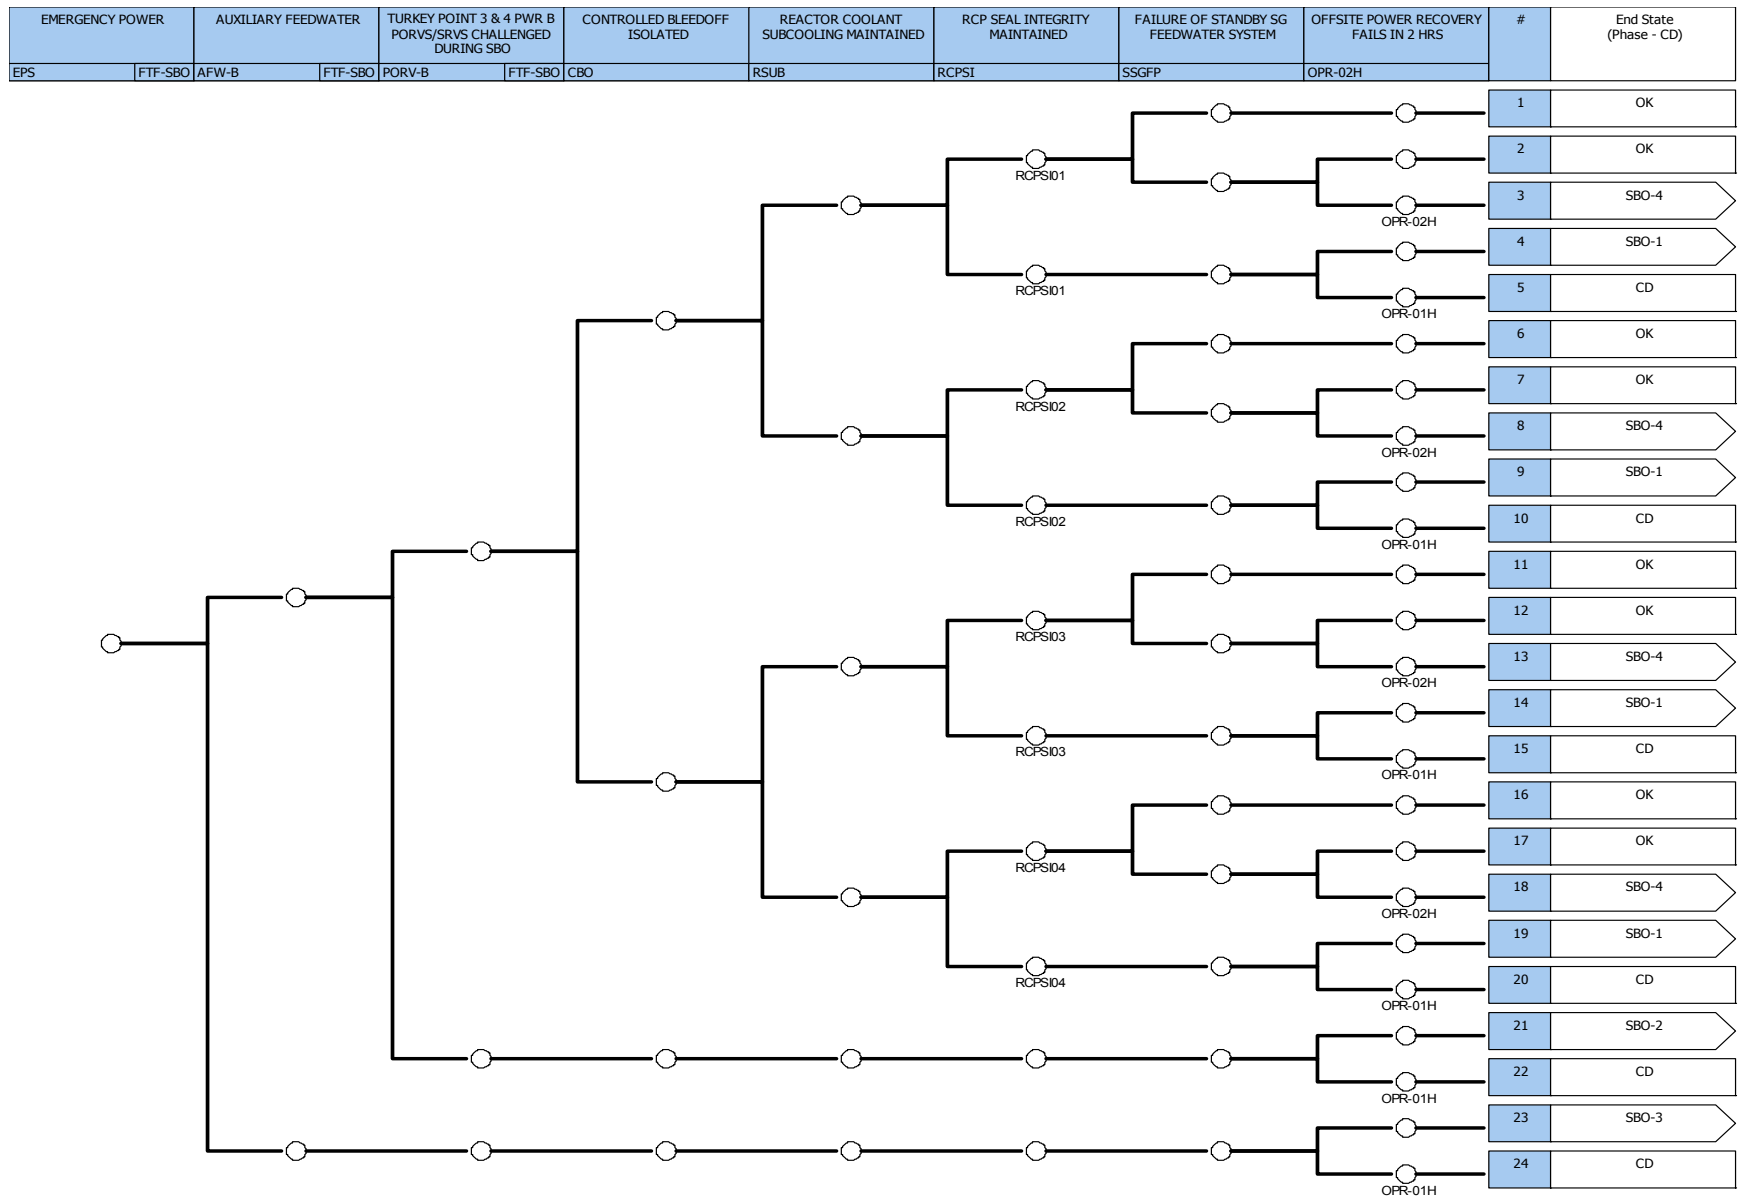 EMERGENCY POWER
AUXILIARY FEEDWATER
TURKEY POINT 3 & 4 PWR B
PORVS/SRVS CHALLENGED
DURING SBO
CONTROLLED BLEEDOFF
ISOLATED
REACTOR COOLANT
SUBCOOLING MAINTAINED
RCP SEAL INTEGRITY
MAINTAINED
FAILURE OF STANDBY SG
FEEDWATER SYSTEM
OFFSITE POWER RECOVERY
FAILS IN 2 HRS
#
End State
(Phase - CD)
EPS
FTF-SBO
AFW-B
FTF-SBO
PORV-B
FTF-SBO
CBO
RSUB
RCPSI
SSGFP
OPR-02H
1
OK
2
OK
RCPSI01
3
SBO-4
OPR-02H
4
SBO-1
RCPSI01
5
CD
OPR-01H
6
OK
7
OK
RCPSI02
8
SBO-4
OPR-02H
9
SBO-1
RCPSI02
10
CD
OPR-01H
11
OK
12
OK
RCPSI03
13
SBO-4
OPR-02H
14
SBO-1
RCPSI03
15
CD
OPR-01H
16
OK
17
OK
RCPSI04
18
SBO-4
OPR-02H
19
SBO-1
RCPSI04
20
CD
OPR-01H
21
SBO-2
22
CD
OPR-01H
23
SBO-3
24
CD
OPR-01H